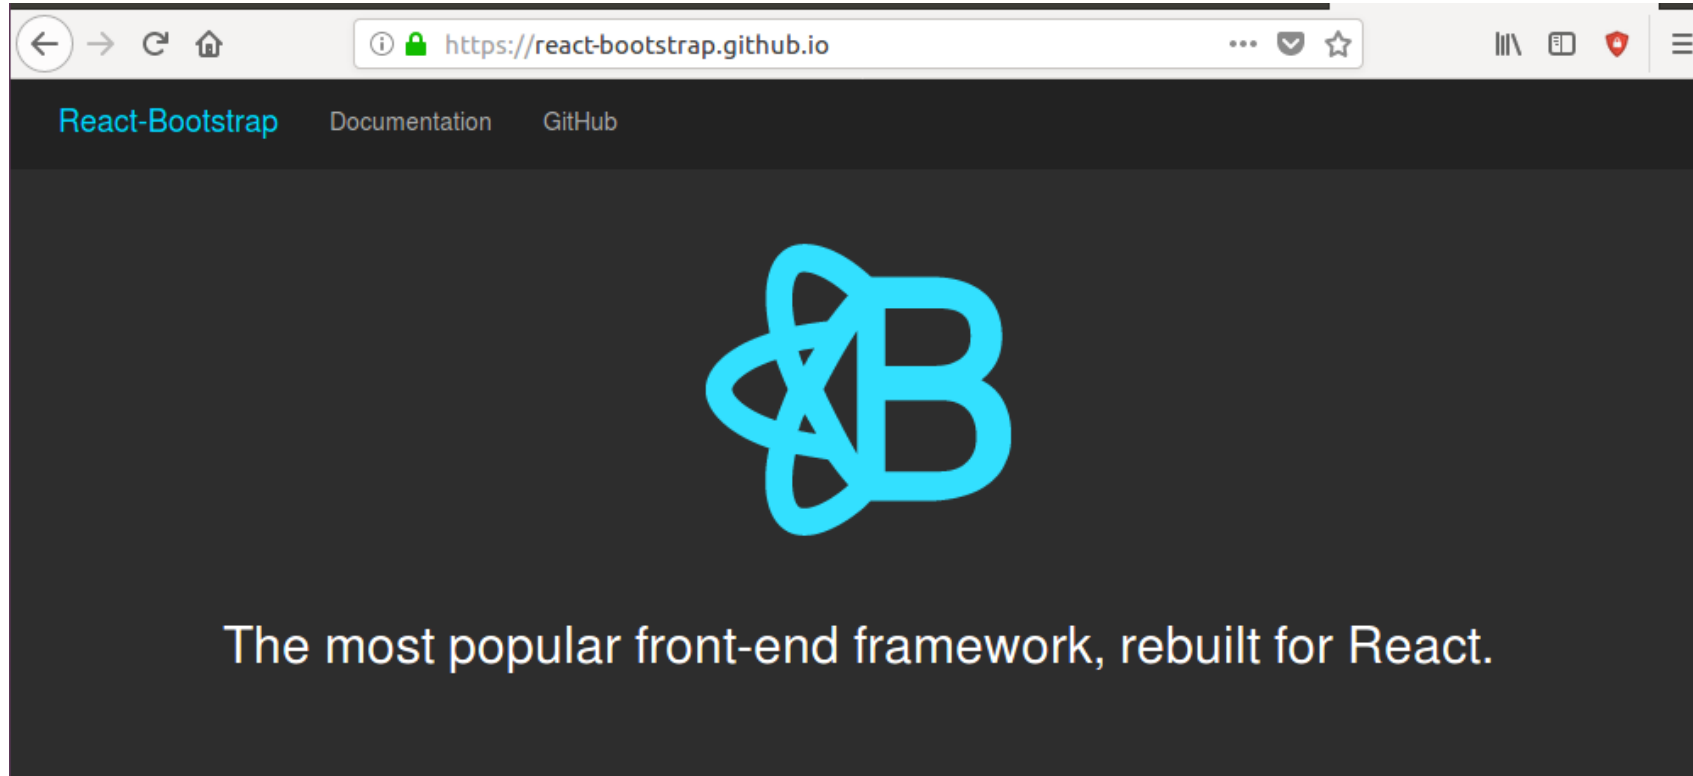 https://react-bootstrap.github.io
React-Bootstrap Documentation GitHub
B
The most popular front-end framework, rebuilt for React.